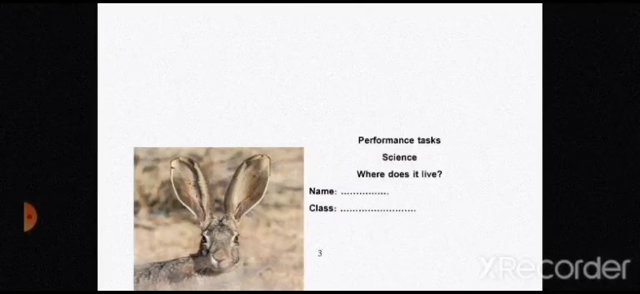 Performance tasks
Science
Where does it live?
Name: ................
Class: .........................
3
XRecorder